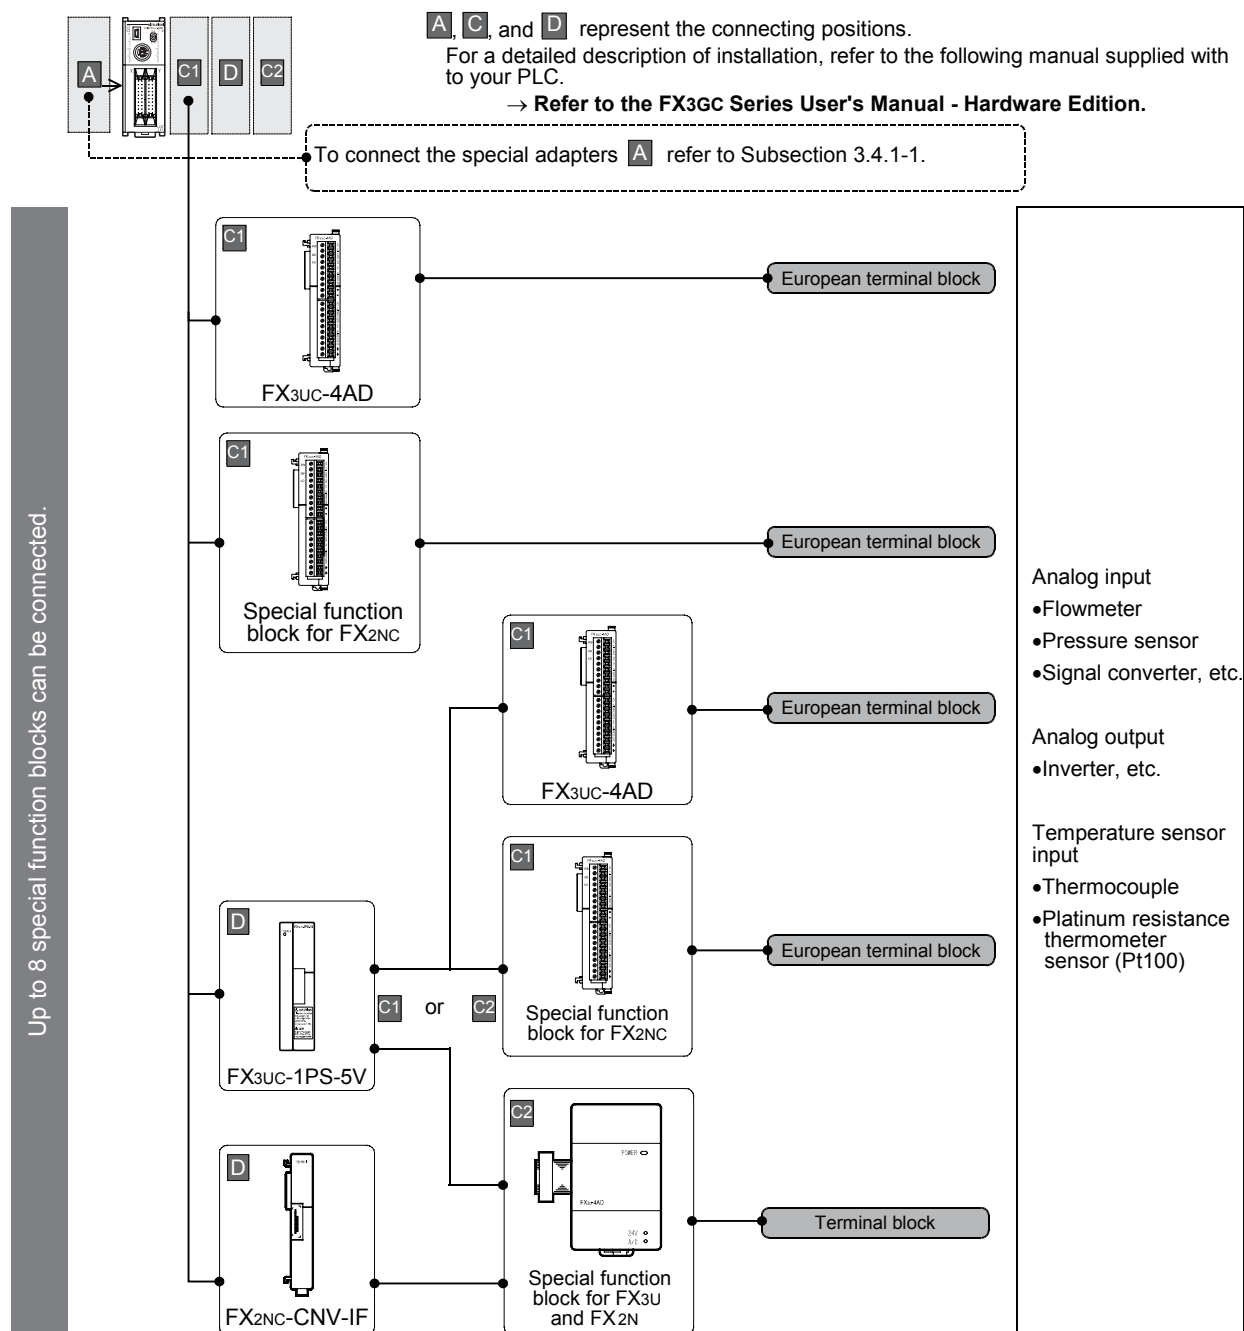 A, C, and D represent the connecting positions.
For a detailed description of installation, refer to the following manual supplied with
to your PLC.
→ Refer to the FX3GC Series User's Manual - Hardware Edition.
A C1 D C2
To connect the special adapters A refer to Subsection 3.4.1-1.
Up to 8 special function blocks can be connected.
C1
FX3UC-4AD
European terminal block
C1
Special function
block for FX2NC
European terminal block
C1
FX3UC-4AD
European terminal block
C1
Special function
block for FX2NC
European terminal block
D
FX3UC-1PS-5V
C1 or C2
C2
POWER
FX3U-4AD
24V
A/D
Special function
block for FX3U
and FX2N
Terminal block
D
FX2NC-CNV-IF
Analog input
•Flowmeter
•Pressure sensor
•Signal converter, etc.
Analog output
•Inverter, etc.
Temperature sensor
input
•Thermocouple
•Platinum resistance
thermometer
sensor (Pt100)